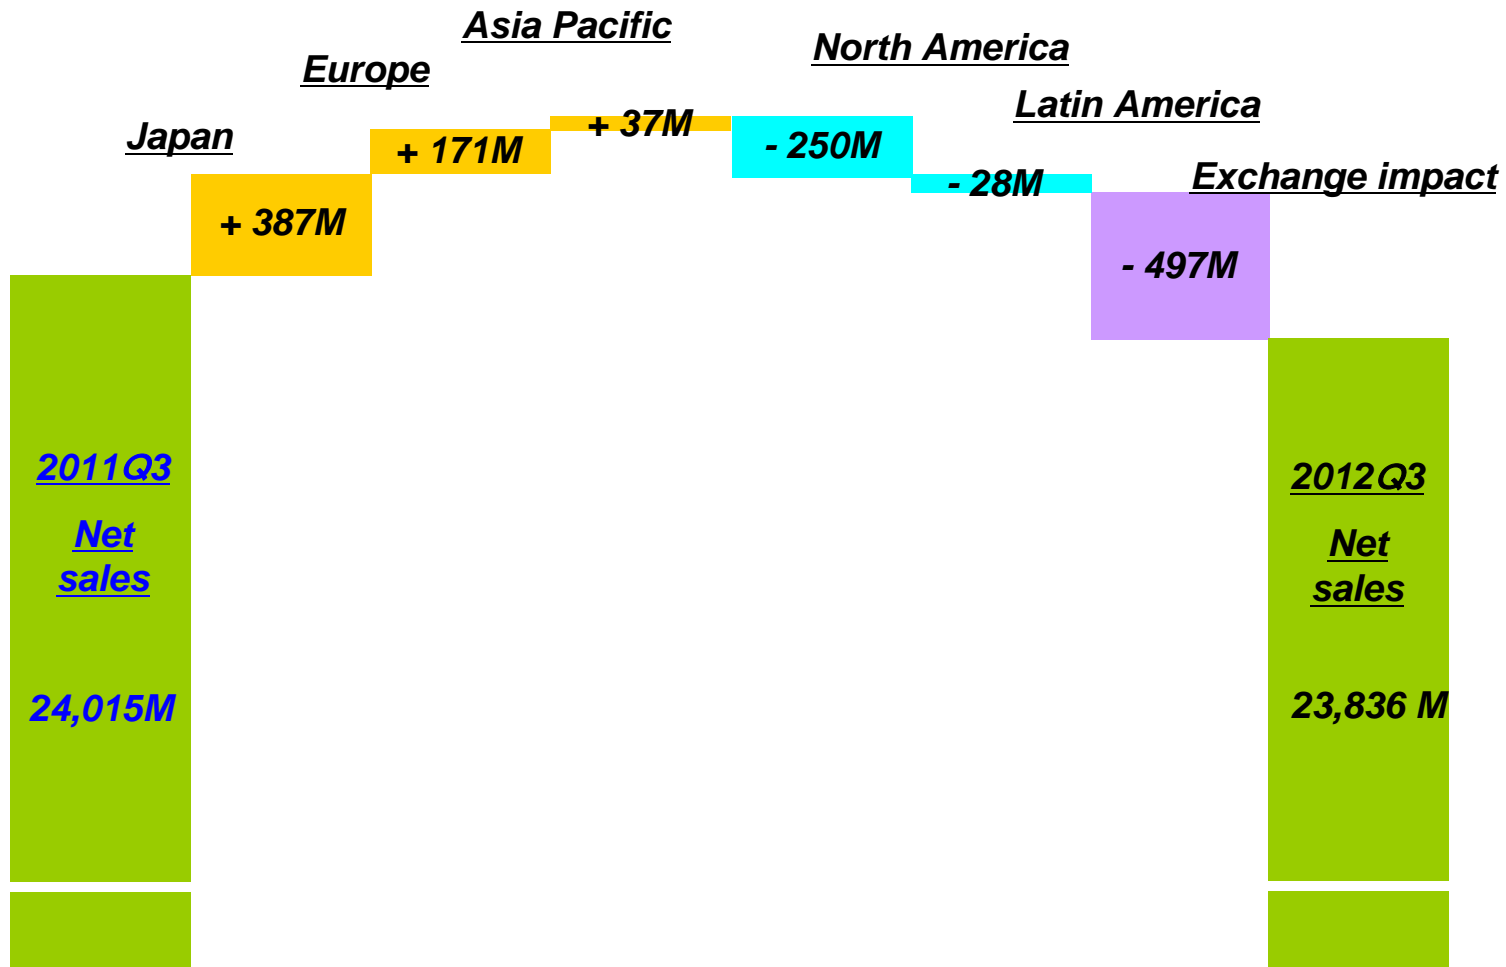 Asia Pacific
North America
Europe
Latin America
Japan
Exchange impact
+ 37M
+ 171M
- 250M
- 28M
+ 387M
- 497M
2011Q3
Net
sales
24,015M
2012Q3
Net
sales
23,836 M